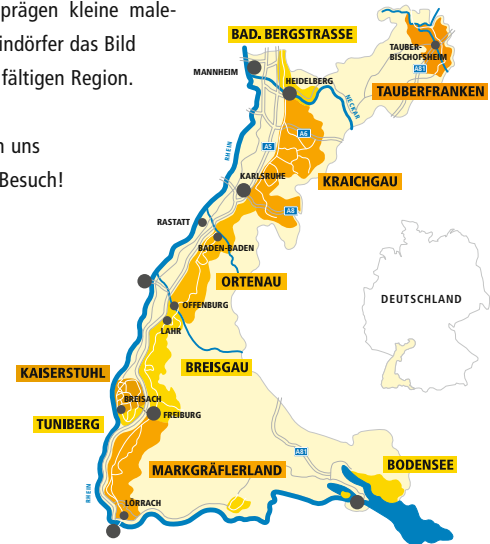 prägen kleine male-
indörfer das Bild
fältigen Region.
n uns
Besuch!
BAD. BERGSTRASSE
TAUBER-
BISCHOFSHEIM
A81
MANNHEIM
HEIDELBERG
NECKAR
TAUBERFRANKEN
A6
RHEIN
A5
KARLSRUHE
KRAICHGAU
A8
RASTATT
BADEN-BADEN
ORTENAU
DEUTSCHLAND
OFFENBURG
LAHR
BREISGAU
KAISERSTUHL
BREISACH
FREIBURG
TUNIBERG
A81
BODENSEE
MARKGRÄFLERLAND
RHEIN
LÖRRACH